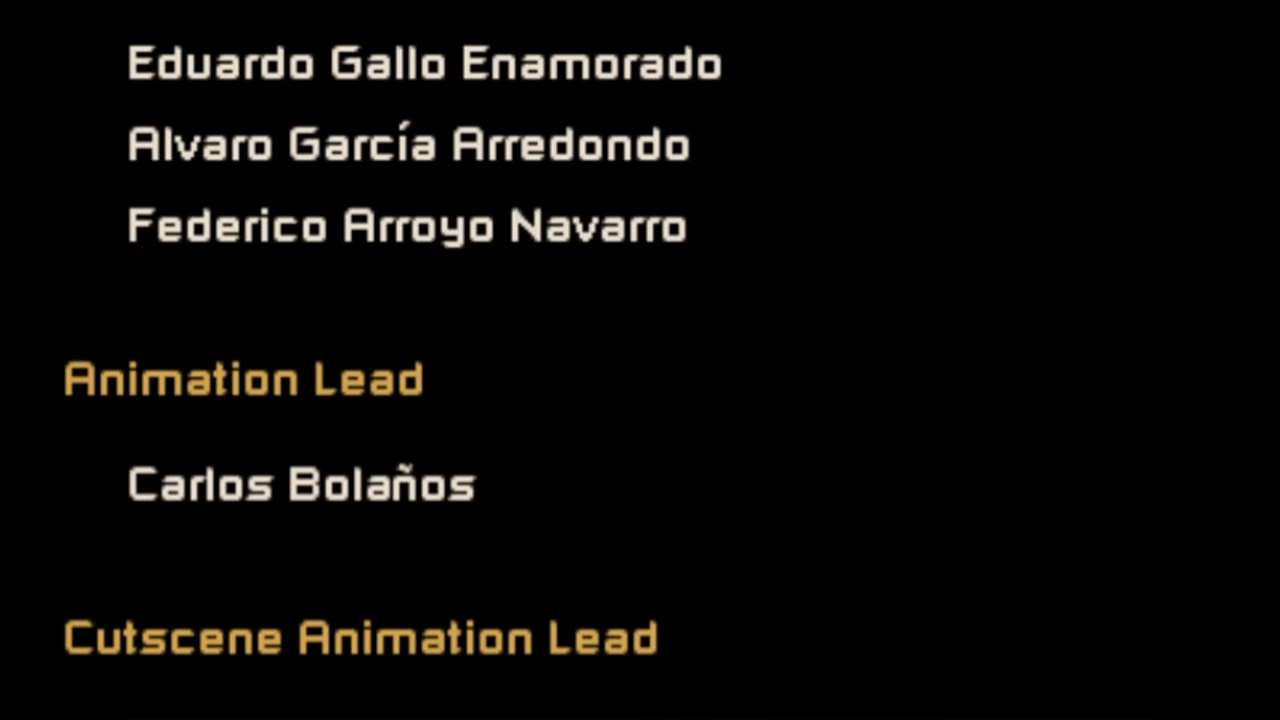 Eduardo Gallo Enamorado
Alvaro García Arredondo
Federico Arroyo Navarro
Animation Lead
Carlos Bolaños
Cutscene Animation Lead